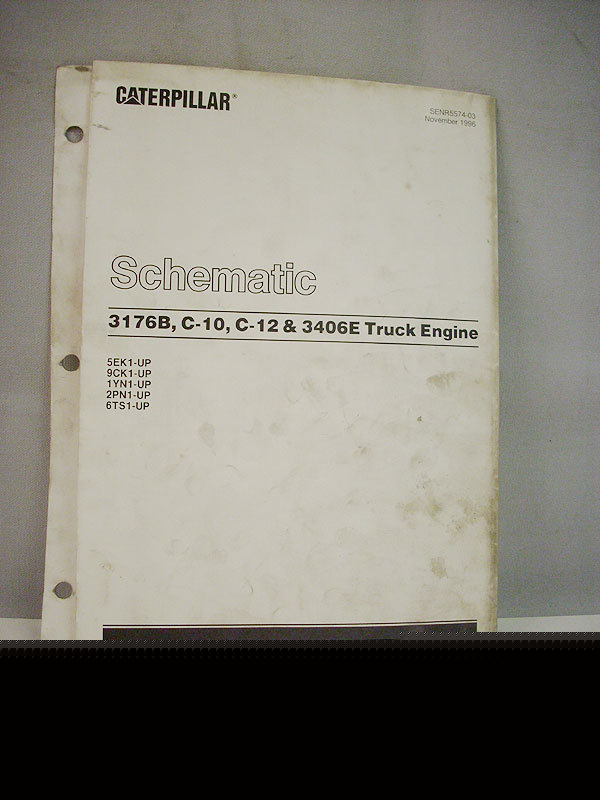 CATERPILLAR®
SENR5574-03
November 1996
Schematic
3176B, C-10, C-12 & 3406E Truck Engine
5EK1-UP
9CK1-UP
1YN1-UP
2PN1-UP
6TS1-UP